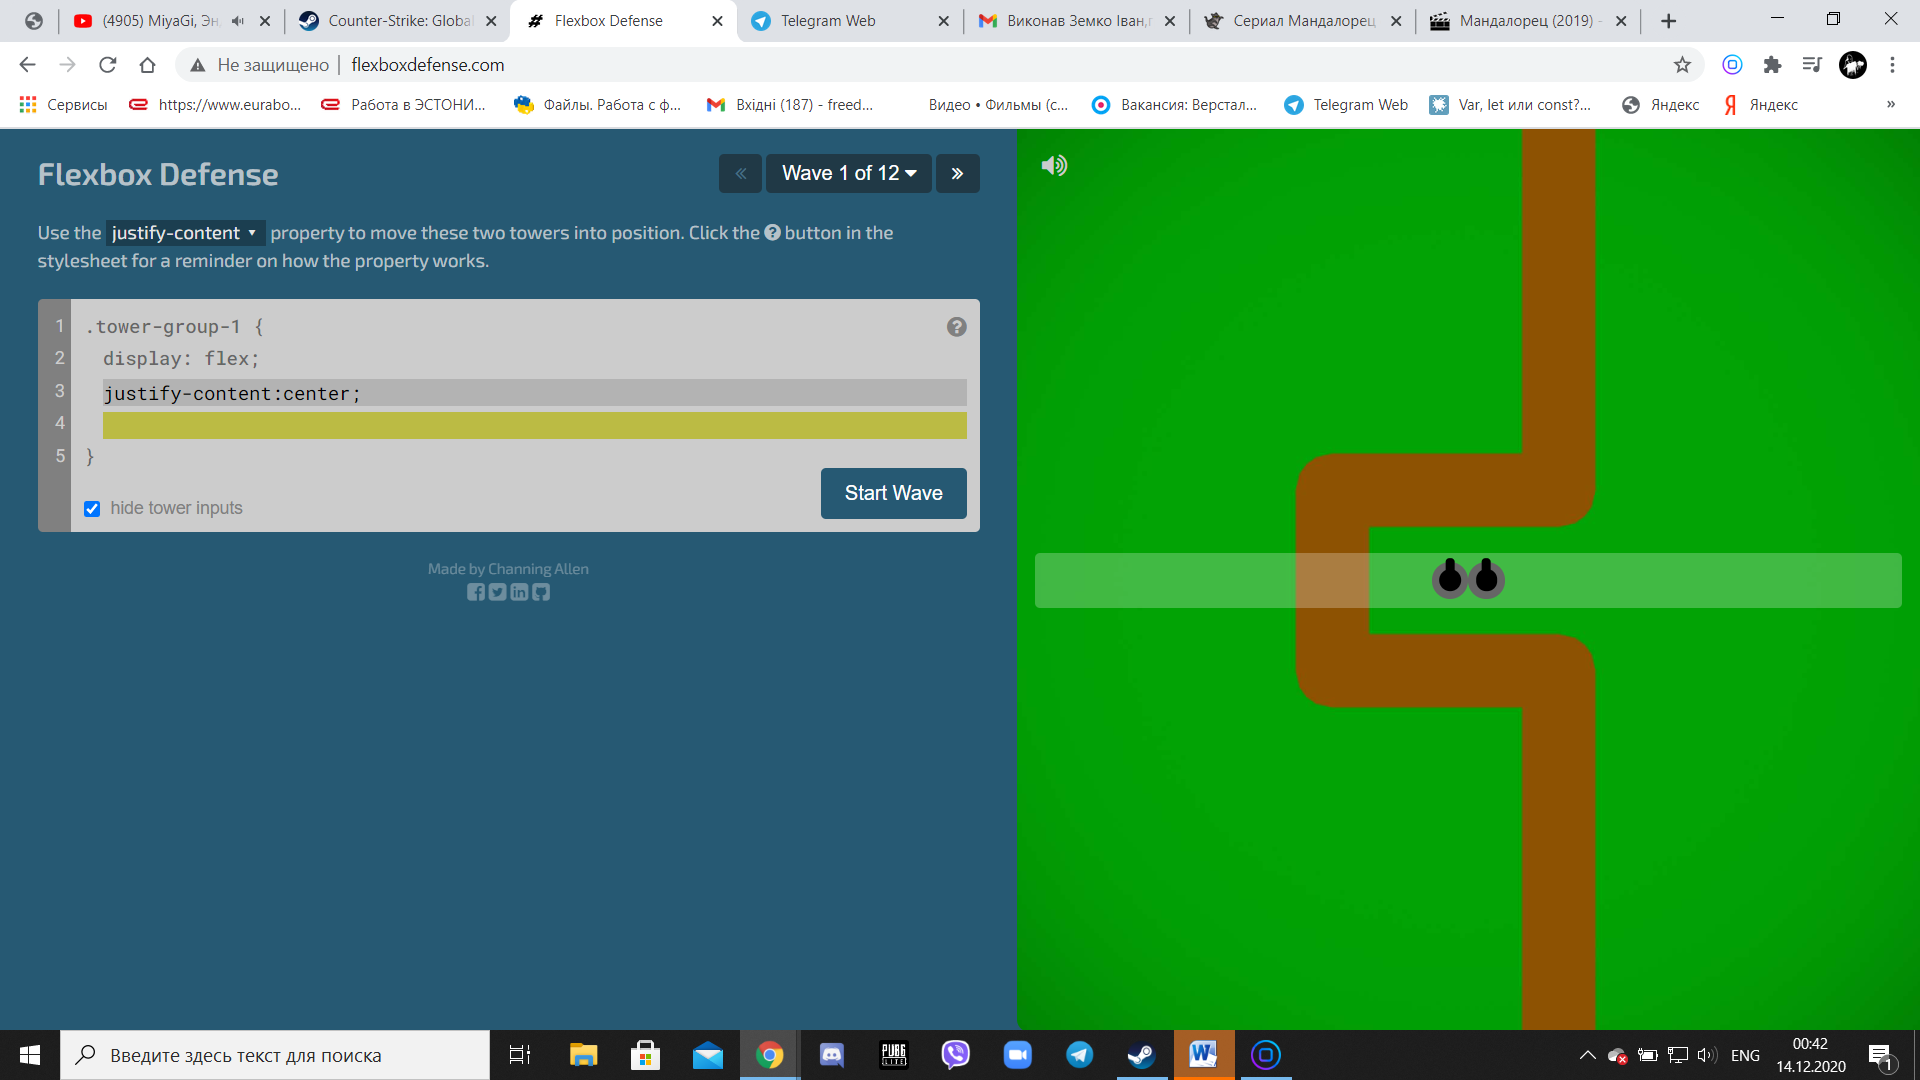 (4905) MiyaGi, Эн
Counter-Strike: Global
Flexbox Defense
Telegram Web
Виконав Земко Іван,г
Сериал Мандалорец
Мандалорец (2019) -
Не защищено
flexboxdefense.com
Сервисы
https://www.eurabo...
Работа в ЭСТОНИ...
Файлы. Работа с ф...
Вхідні (187) - freed...
Видео • Фильмы (с...
Вакансия: Верстал...
Telegram Web
Var, let или const?...
Яндекс
Я Яндекс
»
Flexbox Defense
« Wave 1 of 12 »
Use the justify-content property to move these two towers into position. Click the ? button in the
stylesheet for a reminder on how the property works.
1 .tower-group-1 { ?
2 display: flex;
3 justify-content:center;
4
5 }
hide tower inputs
Start Wave
Made by Channing Allen
Введите здесь текст для поиска
PUBG
LITE
W
ENG
00:42
14.12.2020
1